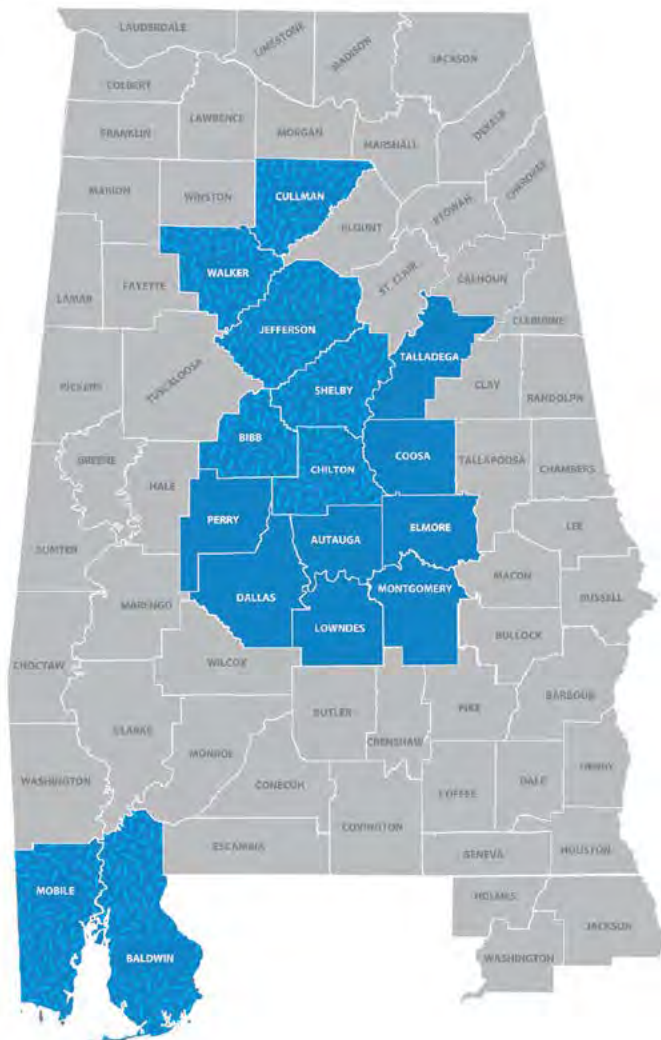 LAUDERDALE
LIMESTONE
MADISON
JACKSON
COLBERT
LAWRENCE
FRANKLIN
MORGAN
MARSHALL
DEKALB
CHEROKEE
MARION
WINSTON
CULLMAN
ETOWAH
BLOUNT
WALKER
ST. CLAIR
CALHOUN
LAMAR
FAYETTE
JEFFERSON
CLEBURNE
TALLADEGA
TUSCALOOSA
PICKENS
SHELBY
CLAY
RANDOLPH
BIBB
COOSA
TALLAPOOSA
CHAMBERS
GREENE
CHILTON
HALE
PERRY
ELMORE
LEE
AUTAUGA
SUMTER
MACON
MONTGOMERY
RUSSELL
DALLAS
MARENGO
LOWNDES
BULLOCK
CHOCTAW
WILCOX
BARBOUR
BUTLER
PIKE
CLARKE
CRENSHAW
MONROE
HENRY
WASHINGTON
CONECUH
COFFEE
DALE
COVINGTON
ESCAMBIA
GENEVA
HOUSTON
MOBILE
HOLMES
JACKSON
BALDWIN
WASHINGTON